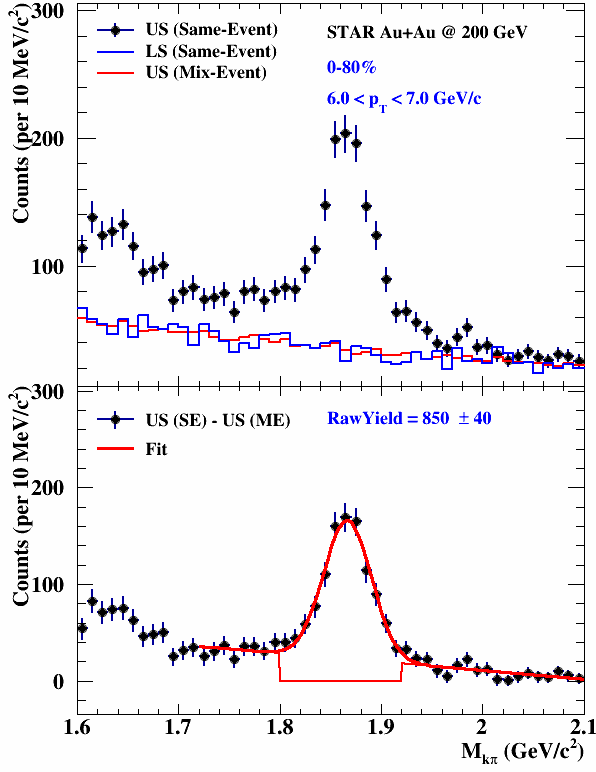 300
200
100
Counts (per 10 MeV/c²)
US (Same-Event)
LS (Same-Event)
US (Mix-Event)
STAR Au+Au @ 200 GeV
0-80%
6.0 < p_T < 7.0 GeV/c
300
200
100
0
Counts (per 10 MeV/c²)
US (SE) - US (ME)
Fit
RawYield = 850 ± 40
1.6 1.7 1.8 1.9 2 2.1
M_kπ (GeV/c²)